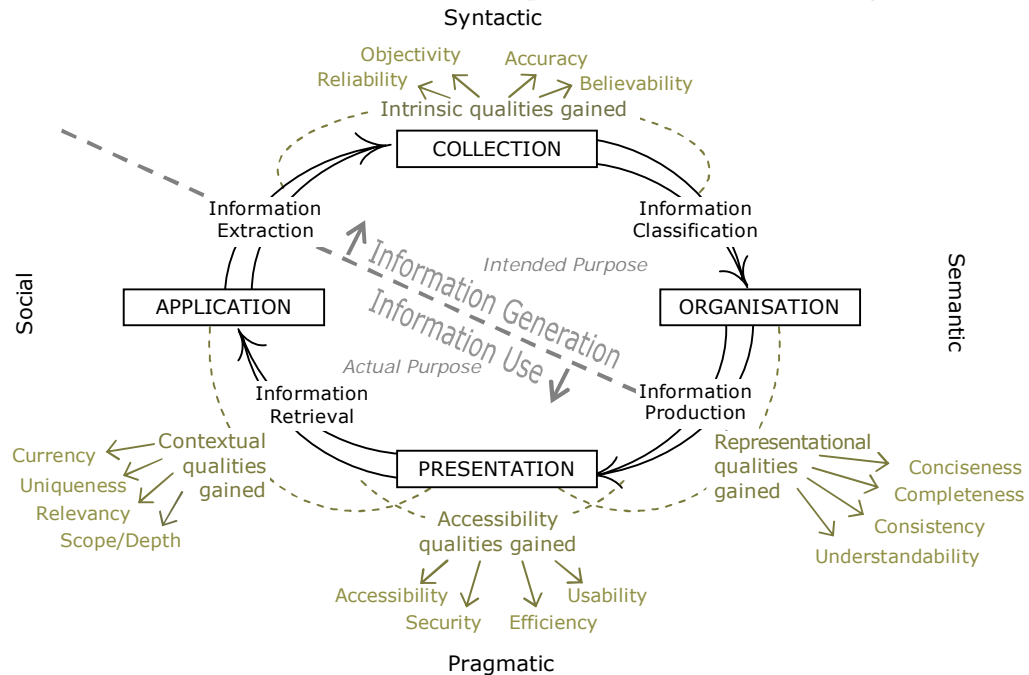 Syntactic
Objectivity
Accuracy
Reliability
Believability
Intrinsic qualities gained
COLLECTION
Information
Extraction
Information
Classification
Intended Purpose
Information Generation
Information Use
Actual Purpose
Social
APPLICATION
ORGANISATION
Semantic
Information
Retrieval
Information
Production
PRESENTATION
Contextual
qualities
gained
Currency
Uniqueness
Relevancy
Scope/Depth
Representational
qualities
gained
Conciseness
Completeness
Consistency
Understandability
Accessibility
qualities gained
Accessibility
Usability
Security
Efficiency
Pragmatic